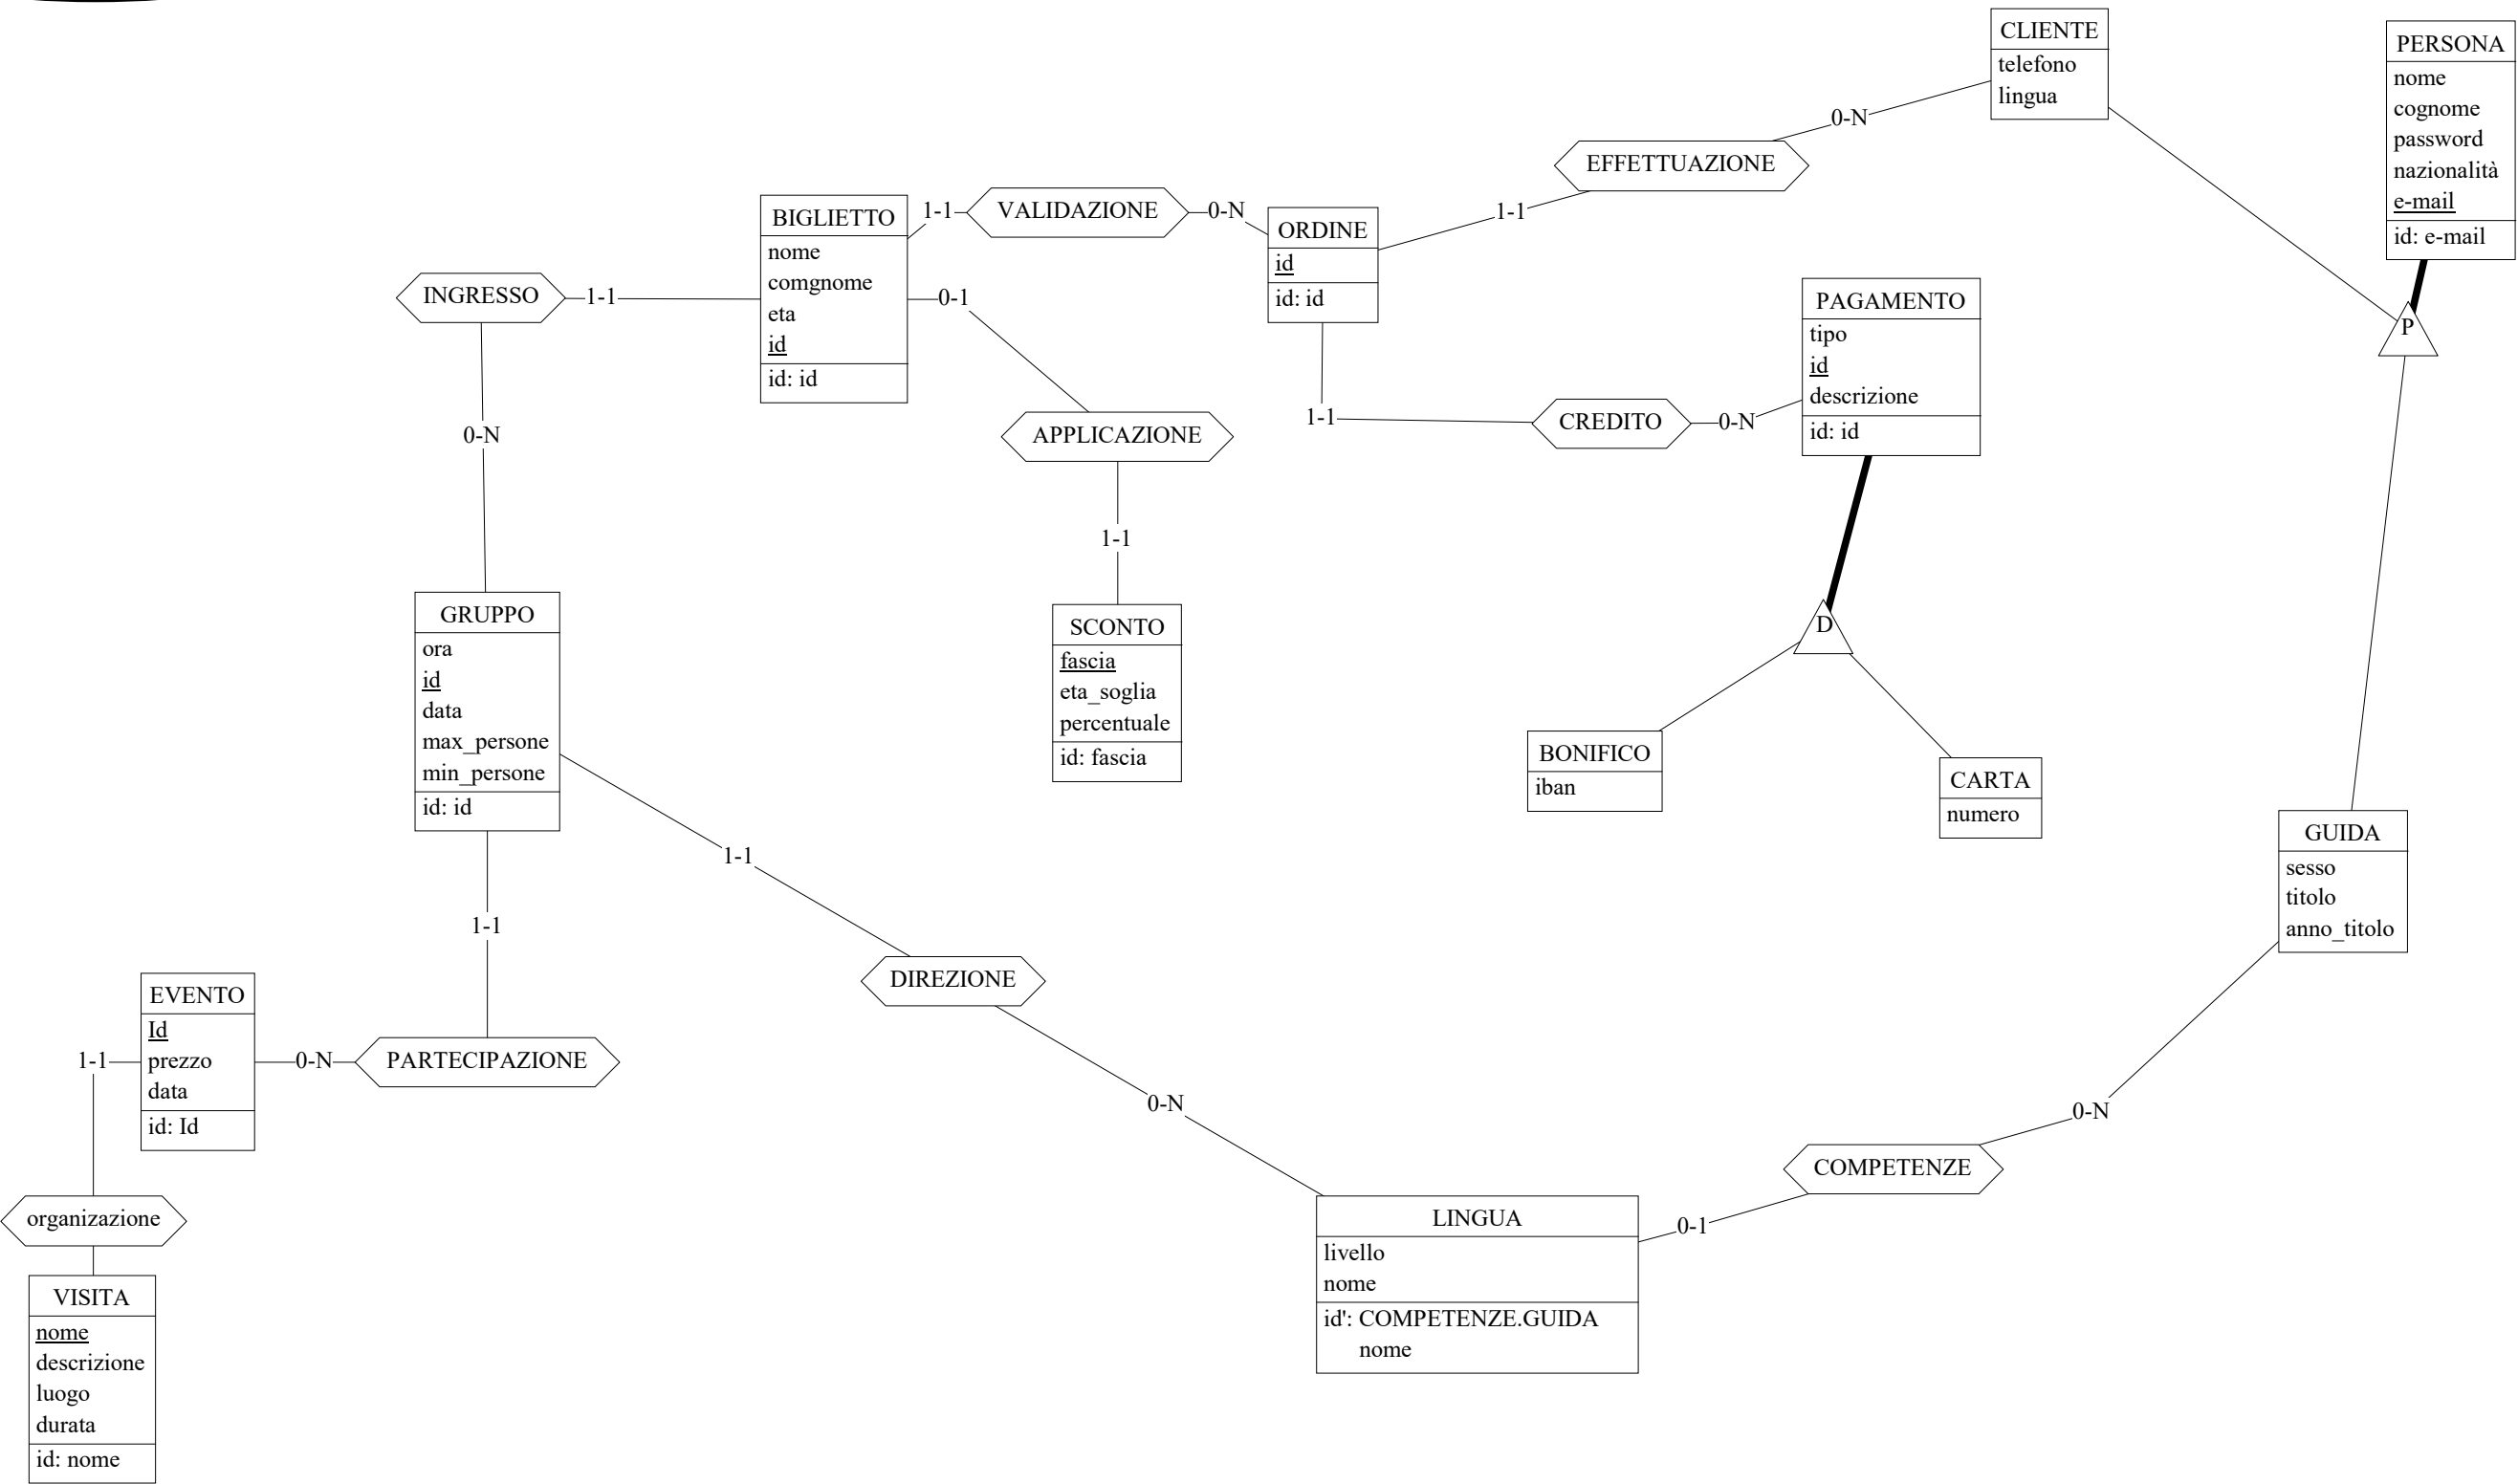 CLIENTE
telefono
lingua
PERSONA
nome
cognome
password
nazionalità
e-mail
id: e-mail
0-N
EFFETTUAZIONE
1-1
BIGLIETTO
nome
comgnome
eta
id
id: id
1-1
VALIDAZIONE
0-N
ORDINE
id
id: id
INGRESSO
1-1
0-1
PAGAMENTO
tipo
id
descrizione
id: id
P
0-N
APPLICAZIONE
1-1
CREDITO
0-N
1-1
GRUPPO
ora
id
data
max_persone
min_persone
id: id
SCONTO
fascia
eta_soglia
percentuale
id: fascia
D
BONIFICO
iban
CARTA
numero
GUIDA
sesso
titolo
anno_titolo
1-1
1-1
DIREZIONE
EVENTO
Id
prezzo
data
id: Id
1-1
0-N
PARTECIPAZIONE
0-N
0-N
COMPETENZE
0-1
organizazione
LINGUA
livello
nome
id': COMPETENZE.GUIDA
nome
VISITA
nome
descrizione
luogo
durata
id: nome